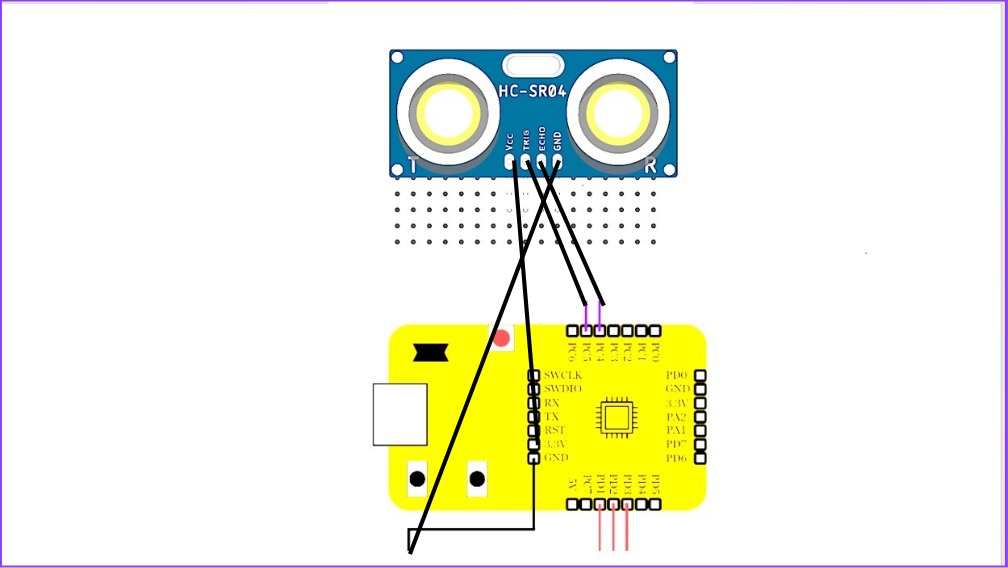 HC-SR04
VCC
TRIG
ECHO
GND
T
R
PC6
PC5
PC4
PC3
PC2
PC1
PC0
SWCLK
SWDIO
RX
TX
RST
3.3V
GND
PD0
GND
3.3V
PA2
PA1
PD7
PD6
5V
PC7
PD1
PD2
PD3
PD4
PD5